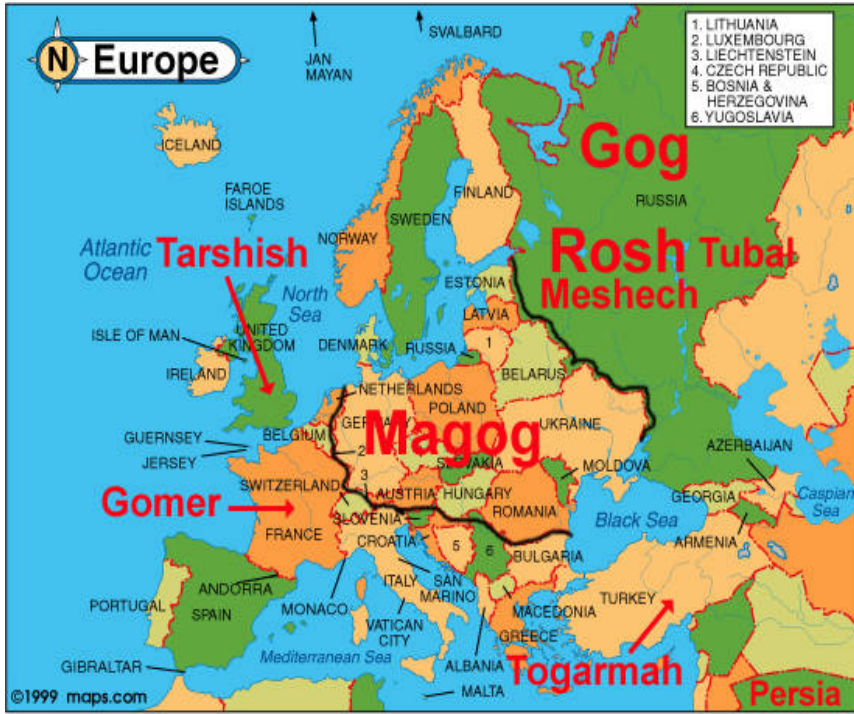 N Europe
JAN
MAYAN
SVALBARD
1. LITHUANIA
2. LUXEMBOURG
3. LIECHTENSTEIN
4. CZECH REPUBLIC
5. BOSNIA &
HERZEGOVINA
6. YUGOSLAVIA
ICELAND
FAROE
ISLANDS
Atlantic
Ocean
Tarshish
NORWAY
SWEDEN
FINLAND
Gog
RUSSIA
Rosh
Tubal
Meshech
North
Sea
ESTONIA
LATVIA
1
ISLE OF MAN
UNITED
KINGDOM
DENMARK
RUSSIA
BELARUS
IRELAND
NETHERLANDS
POLAND
GERMANY
Magog
UKRAINE
GUERNSEY
JERSEY
BELGIUM
2
SLOVAKIA
MOLDOVA
AZERBAIJAN
SWITZERLAND
3
AUSTRIA
HUNGARY
ROMANIA
GEORGIA
Caspian
Sea
Gomer
FRANCE
SLOVENIA
CROATIA
5
6
BULGARIA
Black Sea
ARMENIA
ANDORRA
PORTUGAL
SPAIN
MONACO
ITALY
SAN
MARINO
VATICAN
CITY
MACEDONIA
GREECE
TURKEY
GIBRALTAR
Mediterranean Sea
ALBANIA
MALTA
Togarmah
Persia
©1999 maps.com